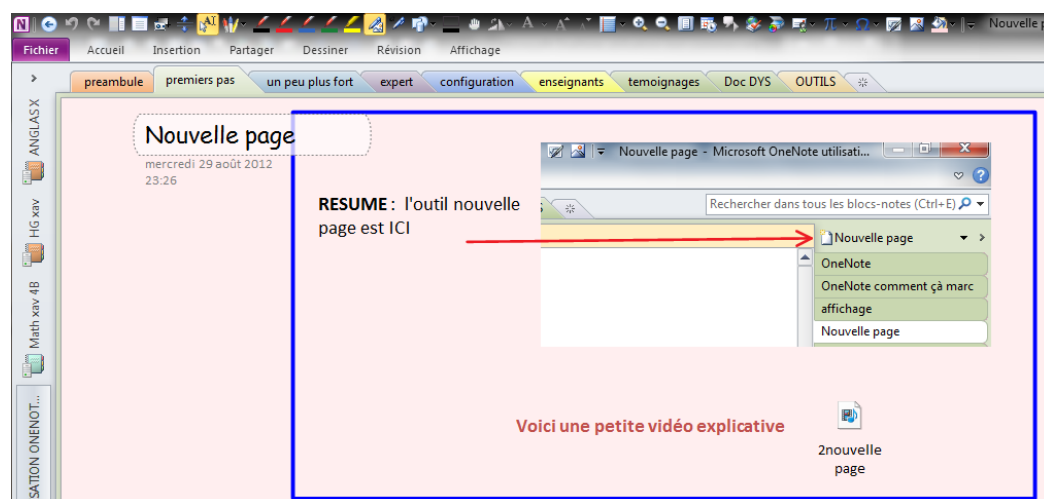 Nouvelle
Fichier Accueil Insertion Partager Dessiner Révision Affichage
preambule premiers pas un peu plus fort expert configuration enseignants temoignages Doc DYS OUTILS
ANGLAS X
HG xav
Math xav 4B
SATION ONENOT...
Nouvelle page
mercredi 29 août 2012
23:26
RESUME : l'outil nouvelle
page est ICI
Nouvelle page - Microsoft OneNote utilisati...
Rechercher dans tous les blocs-notes (Ctrl+E)
Nouvelle page
OneNote
OneNote comment çà marc
affichage
Nouvelle page
Voici une petite vidéo explicative
2nouvelle
page